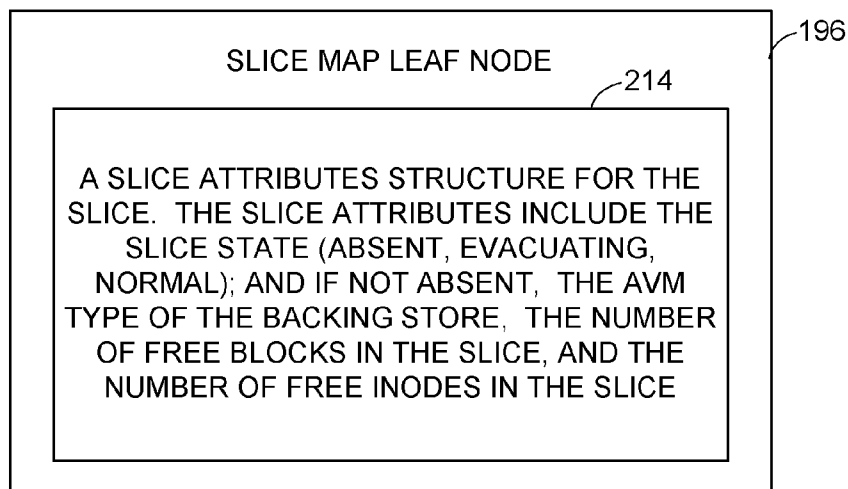 196
SLICE MAP LEAF NODE
214
A SLICE ATTRIBUTES STRUCTURE FOR THE
SLICE. THE SLICE ATTRIBUTES INCLUDE THE
SLICE STATE (ABSENT, EVACUATING,
NORMAL); AND IF NOT ABSENT, THE AVM
TYPE OF THE BACKING STORE, THE NUMBER
OF FREE BLOCKS IN THE SLICE, AND THE
NUMBER OF FREE INODES IN THE SLICE